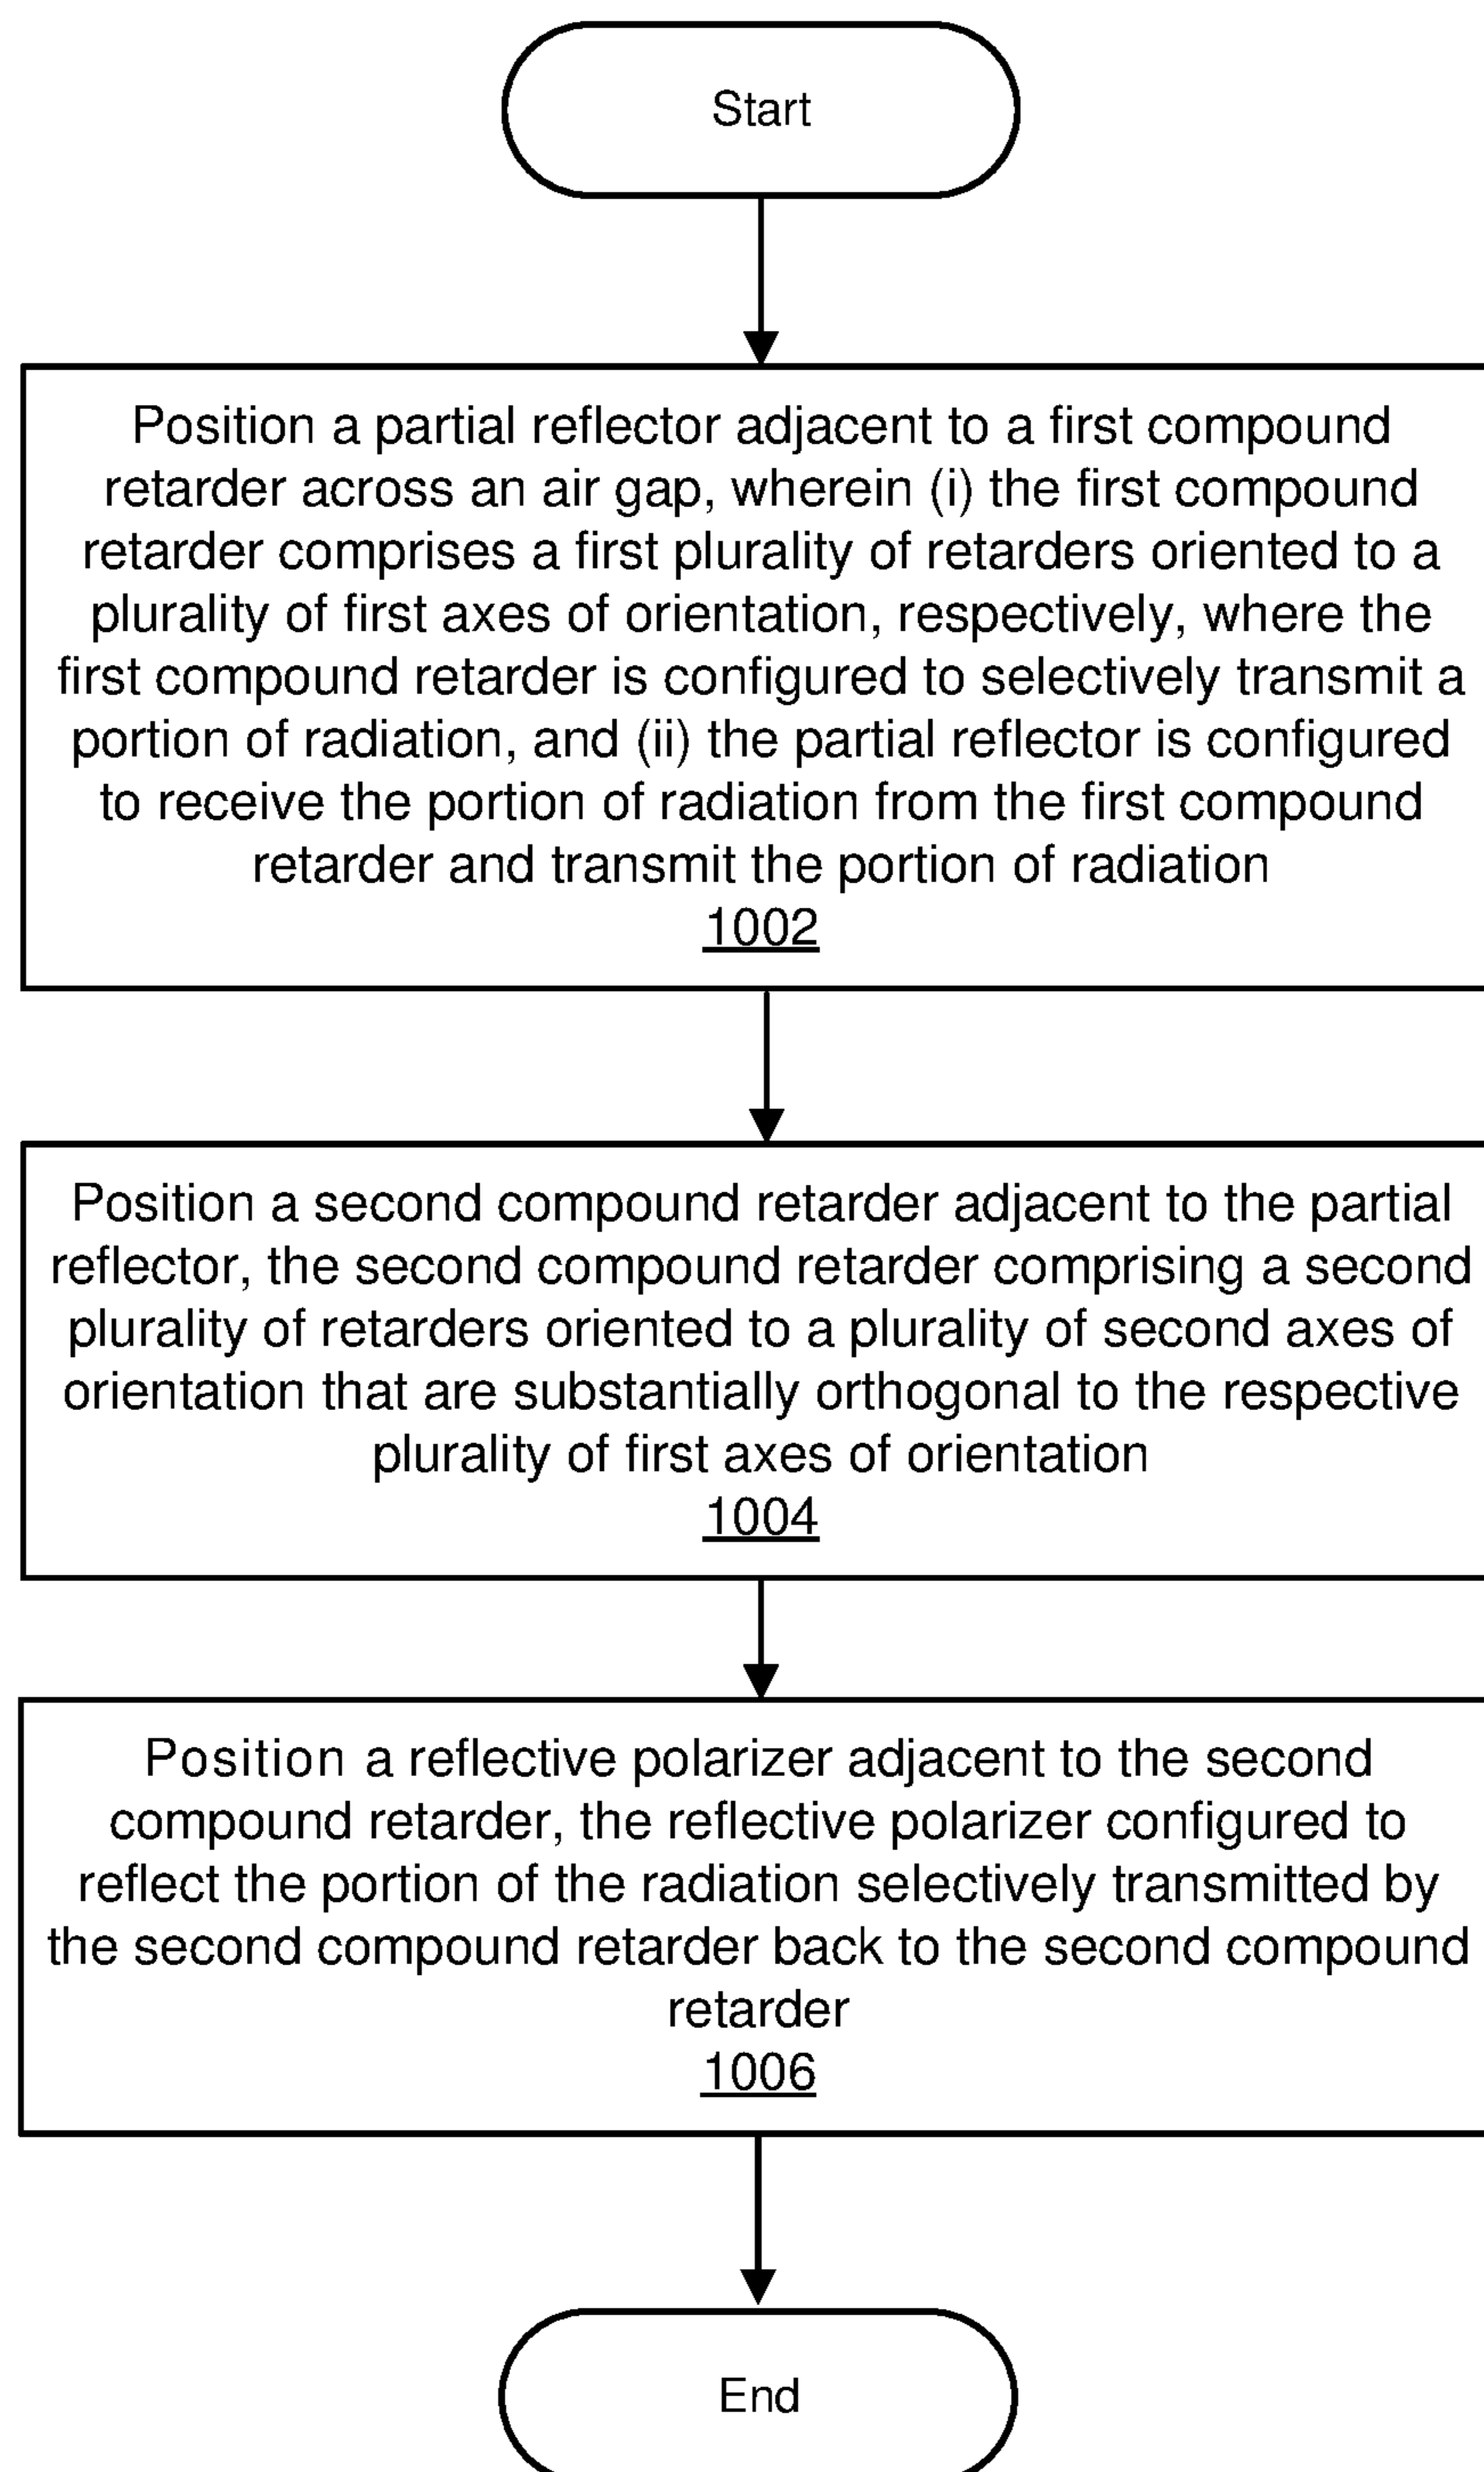 Start
Position a partial reflector adjacent to a first compound
retarder across an air gap, wherein (i) the first compound
retarder comprises a first plurality of retarders oriented to a
plurality of first axes of orientation, respectively, where the
first compound retarder is configured to selectively transmit a
portion of radiation, and (ii) the partial reflector is configured
to receive the portion of radiation from the first compound
retarder and transmit the portion of radiation
1002
Position a second compound retarder adjacent to the partial
reflector, the second compound retarder comprising a second
plurality of retarders oriented to a plurality of second axes of
orientation that are substantially orthogonal to the respective
plurality of first axes of orientation
1004
Position a reflective polarizer adjacent to the second
compound retarder, the reflective polarizer configured to
reflect the portion of the radiation selectively transmitted by
the second compound retarder back to the second compound
retarder
1006
End